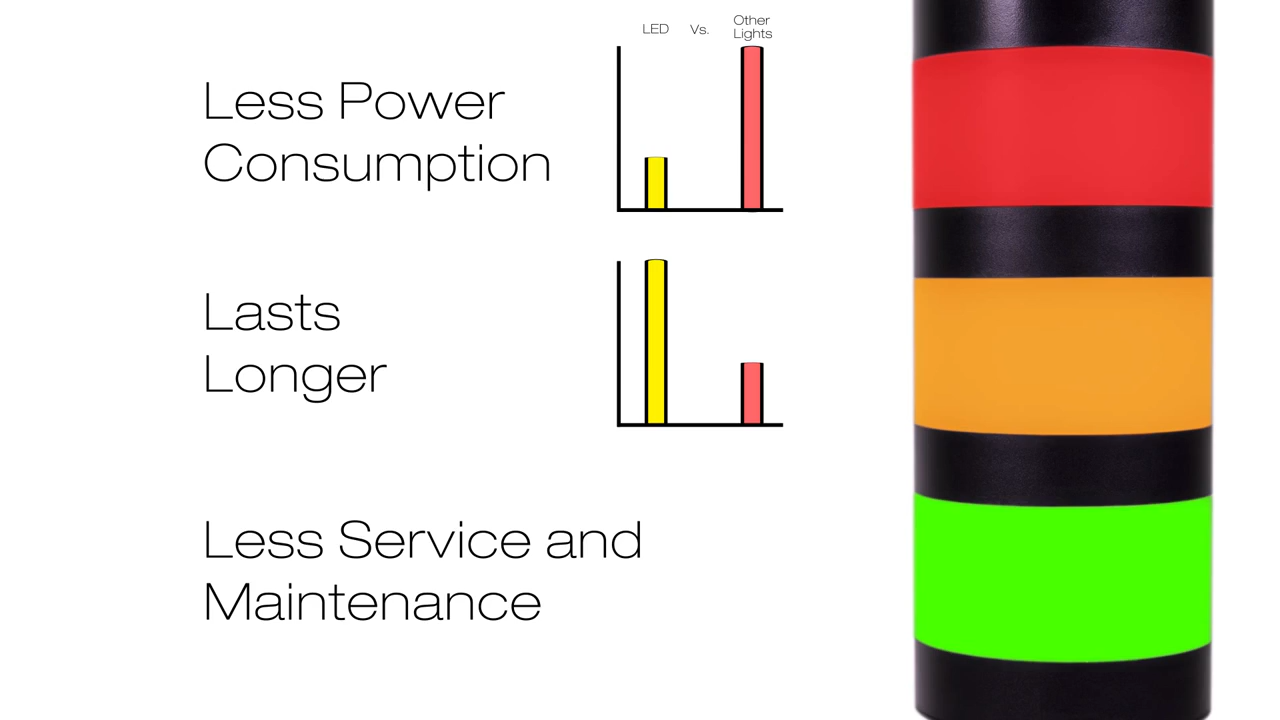 LED Vs. Other
Lights
Less Power
Consumption
Lasts
Longer
Less Service and
Maintenance